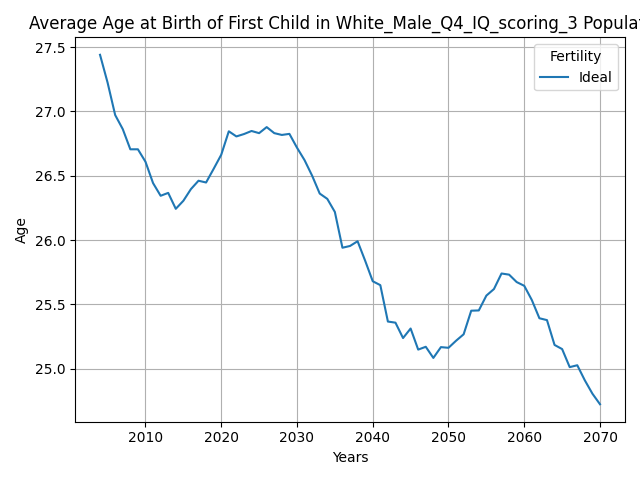 Average Age at Birth of First Child in White_Male_Q4_IQ_scoring_3 Populat
27.5
27.0
26.5
26.0
25.5
25.0
Age
Fertility
Ideal
2010 2020 2030 2040 2050 2060 2070
Years